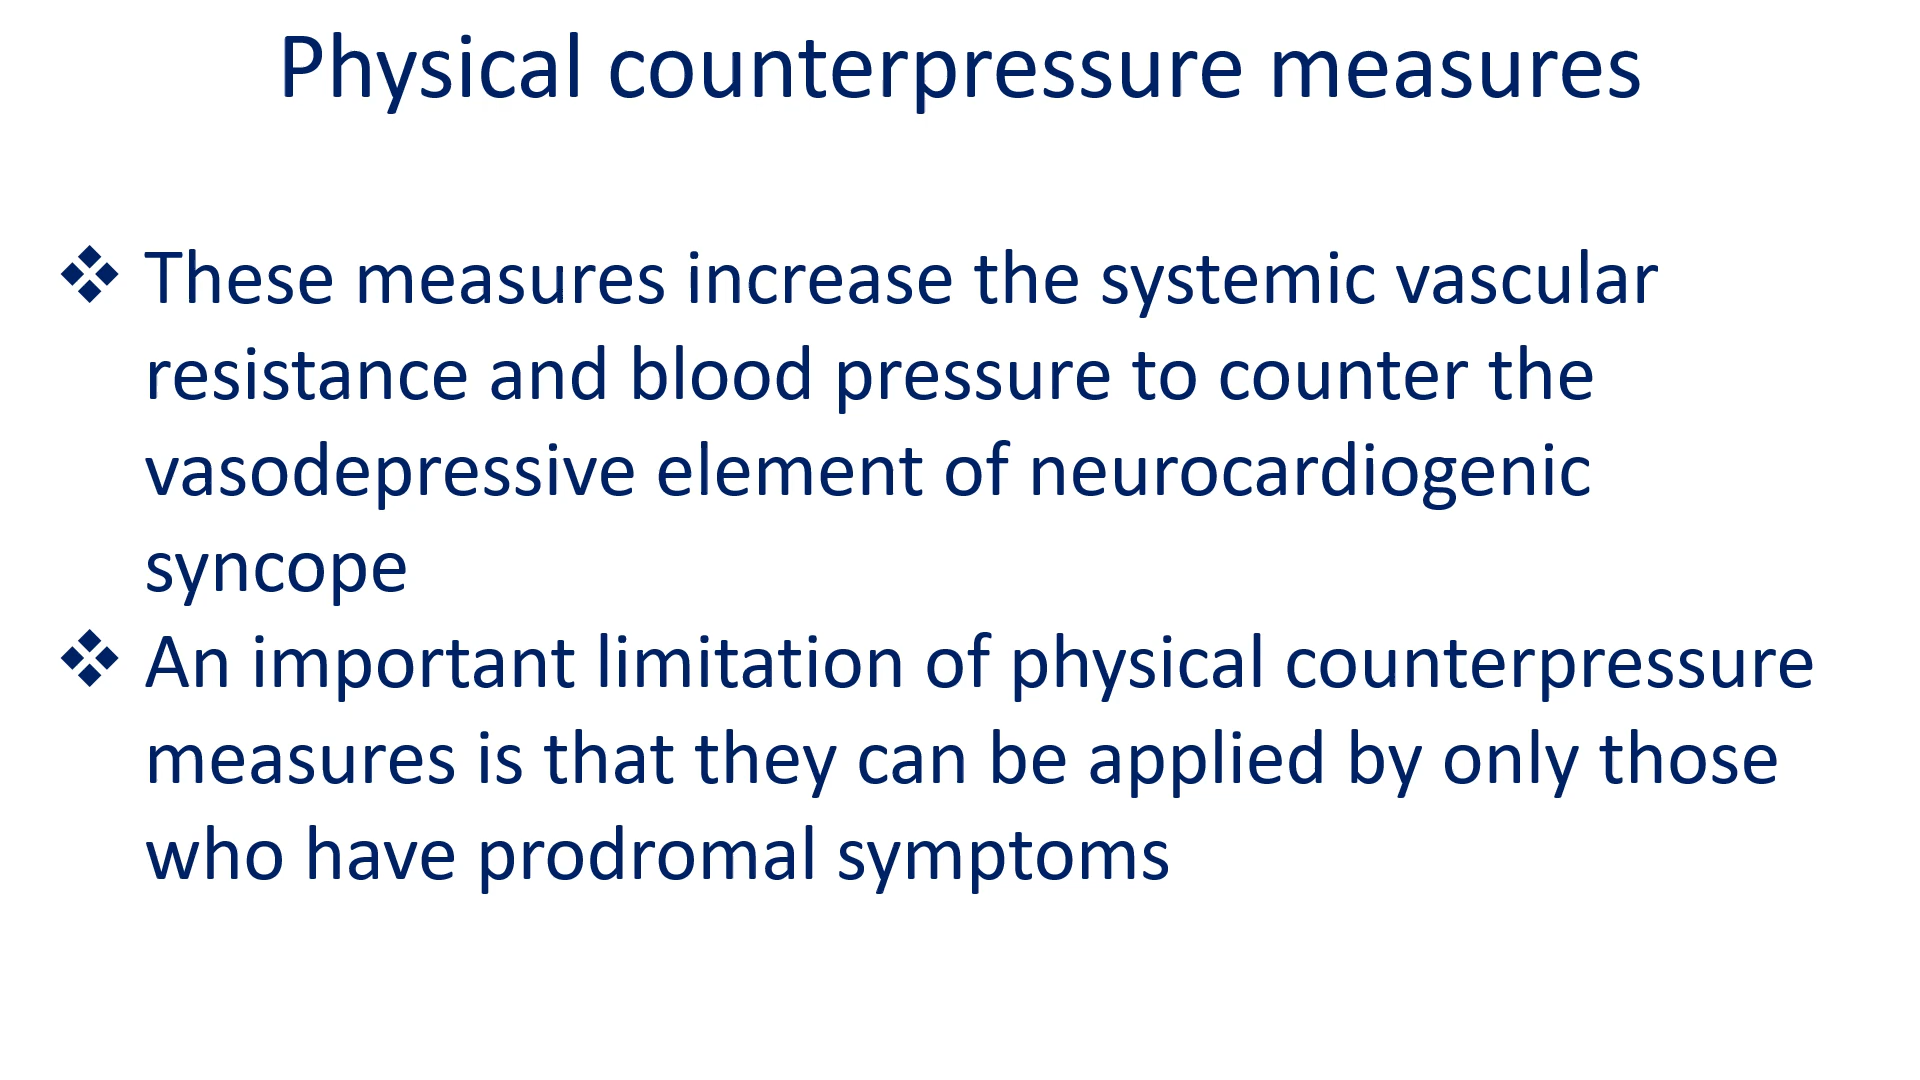 Physical counterpressure measures
❖ These measures increase the systemic vascular
resistance and blood pressure to counter the
vasodepressive element of neurocardiogenic
syncope
❖ An important limitation of physical counterpressure
measures is that they can be applied by only those
who have prodromal symptoms